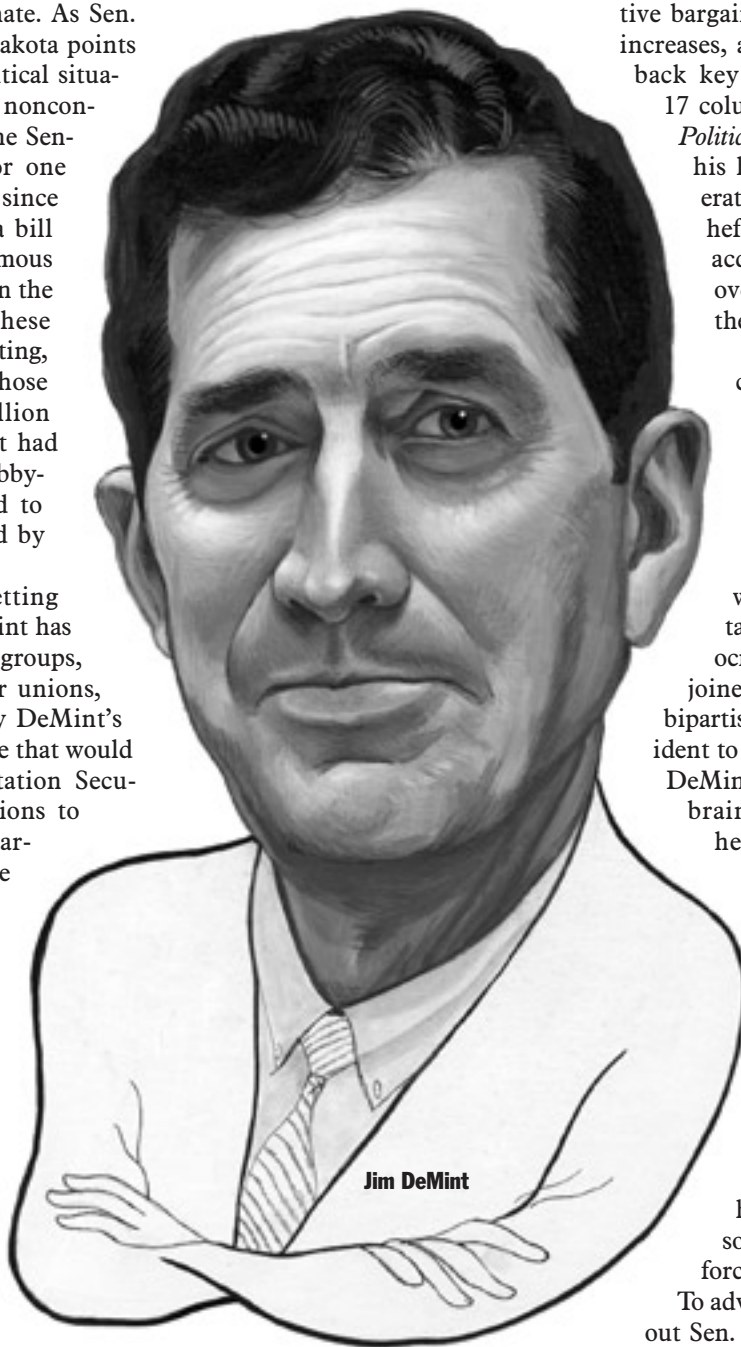 nate. As Sen.
akota points
tical situa-
noncon-
ne Sen-
or one
since
a bill
mous
n the
hese
ting,
hose
llion
t had
bby-
d to
d by
etting
int has
groups,
r unions,
y DeMint's
e that would
tation Secu-
ions to
ar-
e
Jim DeMint
tive bargain
increases, a
back key
17 colu
Politic
his l
erat
hef
acc
ove
the
c
w
ta
ocr
joine
bipartis
ident to
DeMin
brain
he
h
so
forc
To adv
out Sen.